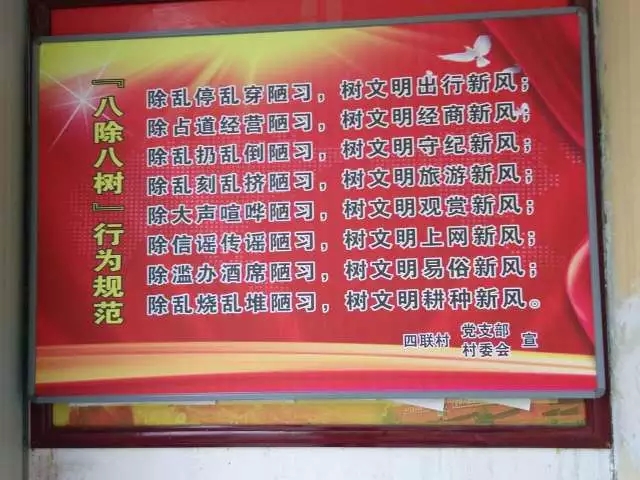 『八除八树』行为规范
除乱停乱穿陋习，树文明出行新风；
除占道经营陋习，树文明经商新风；
除乱扔乱倒陋习，树文明守纪新风；
除乱刻乱挤陋习，树文明旅游新风；
除大声喧哗陋习，树文明观赏新风；
除信谣传谣陋习，树文明上网新风；
除滥办酒席陋习，树文明易俗新风；
除乱烧乱堆陋习，树文明耕种新风。
四联村 党支部 宣
村委会